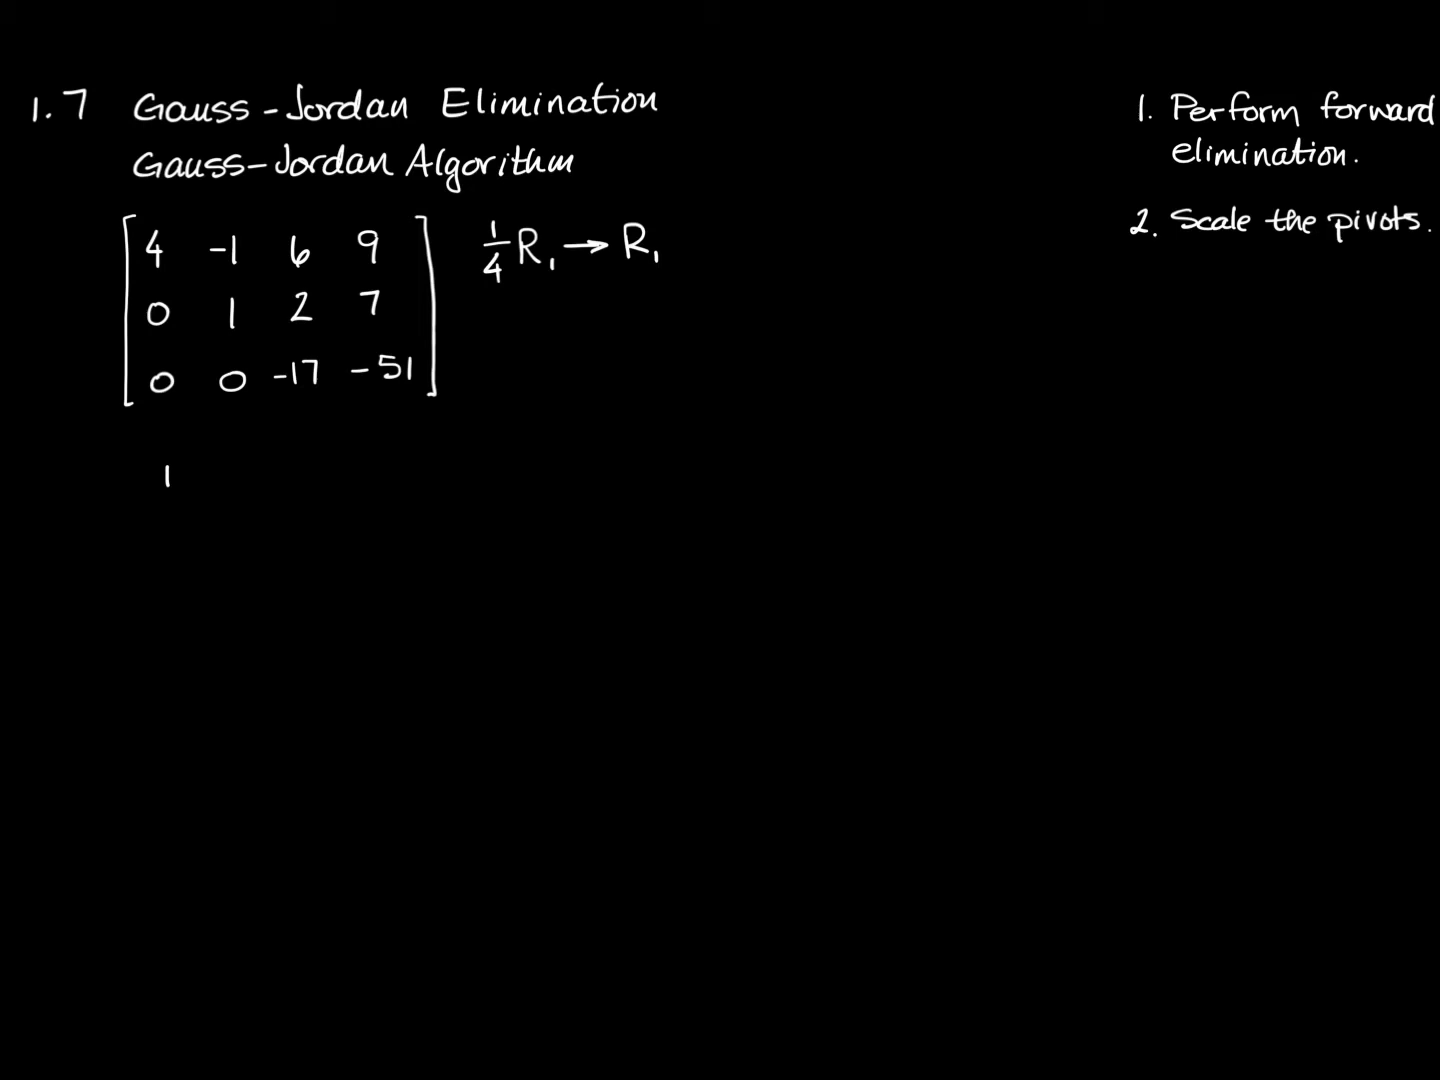 1.7 Gauss-Jordan Elimination
Gauss-Jordan Algorithm
4 -1 6 9
0 1 2 7
0 0 -17 -51
1/4 R₁ → R₁
1
1. Perform forward
elimination.
2. Scale the pivots.